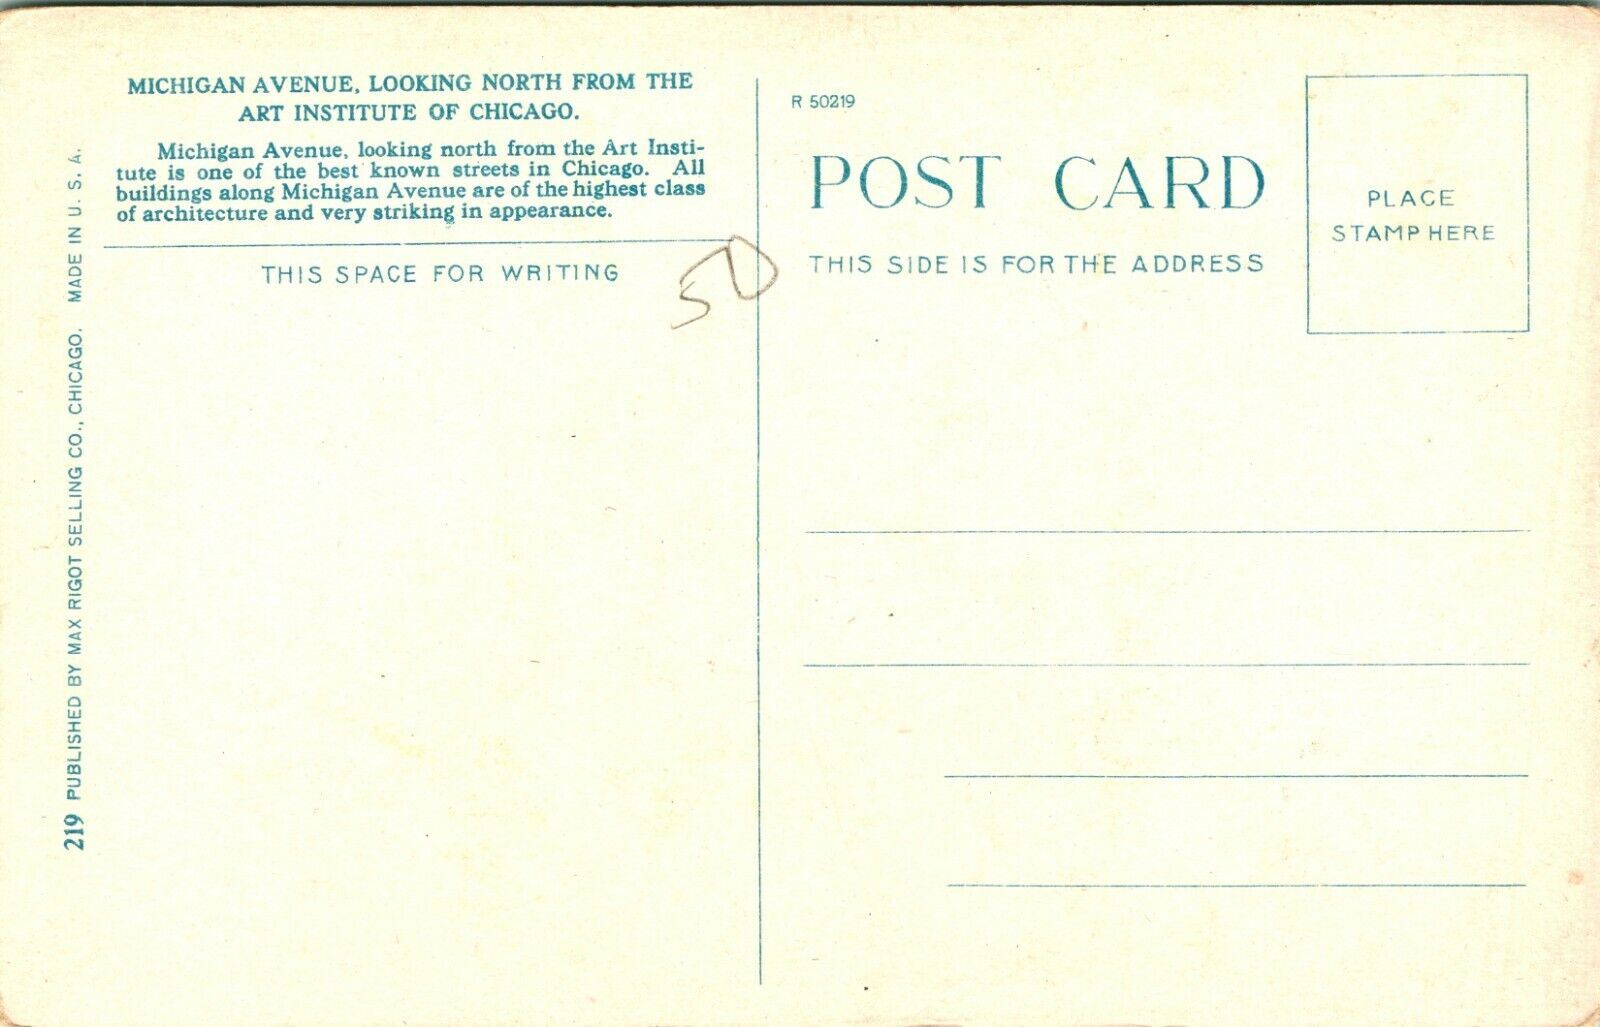 MICHIGAN AVENUE, LOOKING NORTH FROM THE
ART INSTITUTE OF CHICAGO.
Michigan Avenue, looking north from the Art Insti-
tute is one of the best known streets in Chicago. All
buildings along Michigan Avenue are of the highest class
of architecture and very striking in appearance.
THIS SPACE FOR WRITING
50
219 PUBLISHED BY MAX RIGOT SELLING CO., CHICAGO. MADE IN U. S. A.
R 50219
POST CARD
THIS SIDE IS FOR THE ADDRESS
PLACE
STAMP HERE